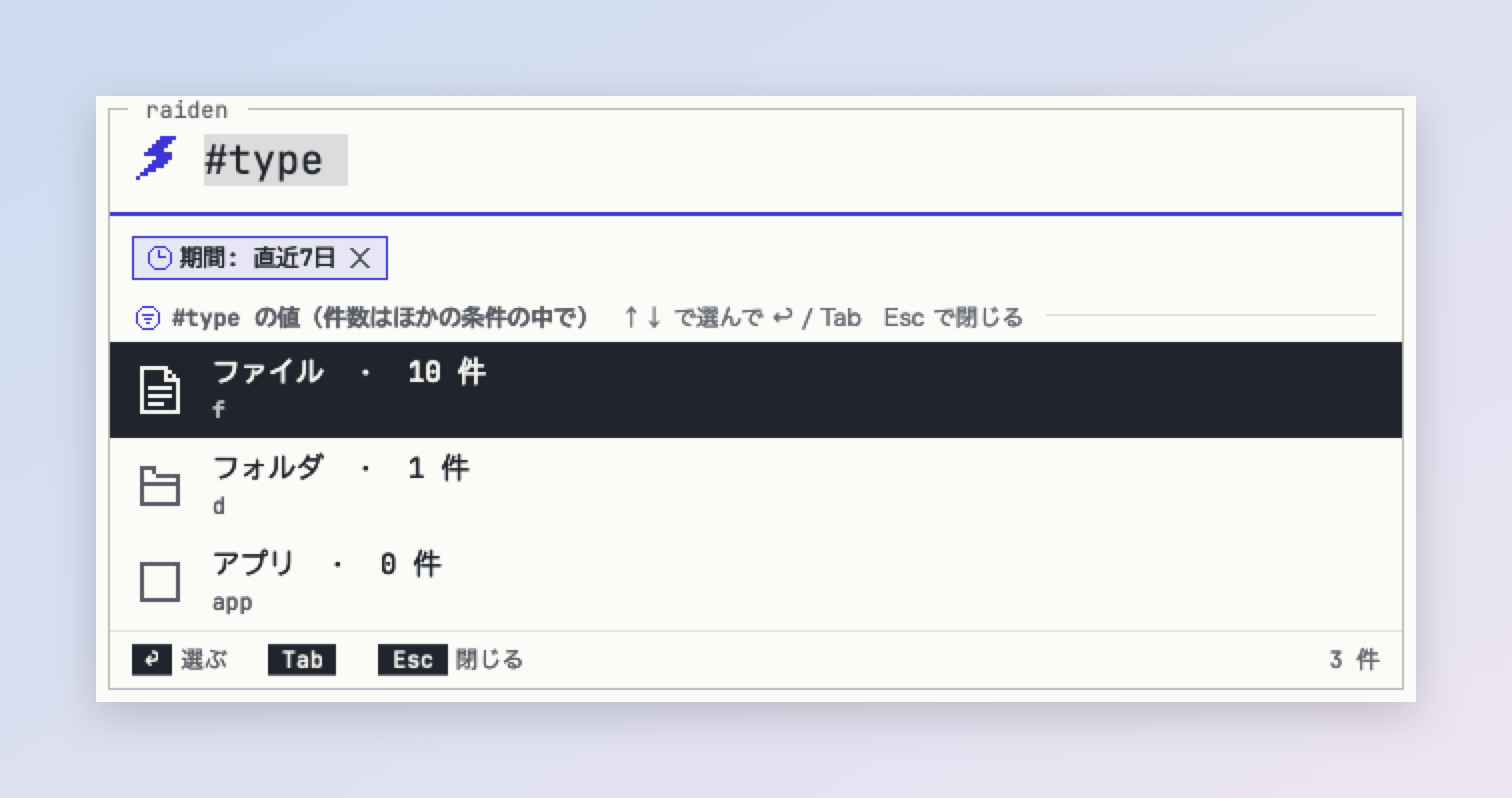 raiden
#type
期間: 直近7日
#type の値（件数はほかの条件の中で） ↑↓ で選んで ↩ / Tab Esc で閉じる
ファイル ・ 10 件
f
フォルダ ・ 1 件
d
アプリ ・ 0 件
app
↩ 選ぶ Tab Esc 閉じる 3 件